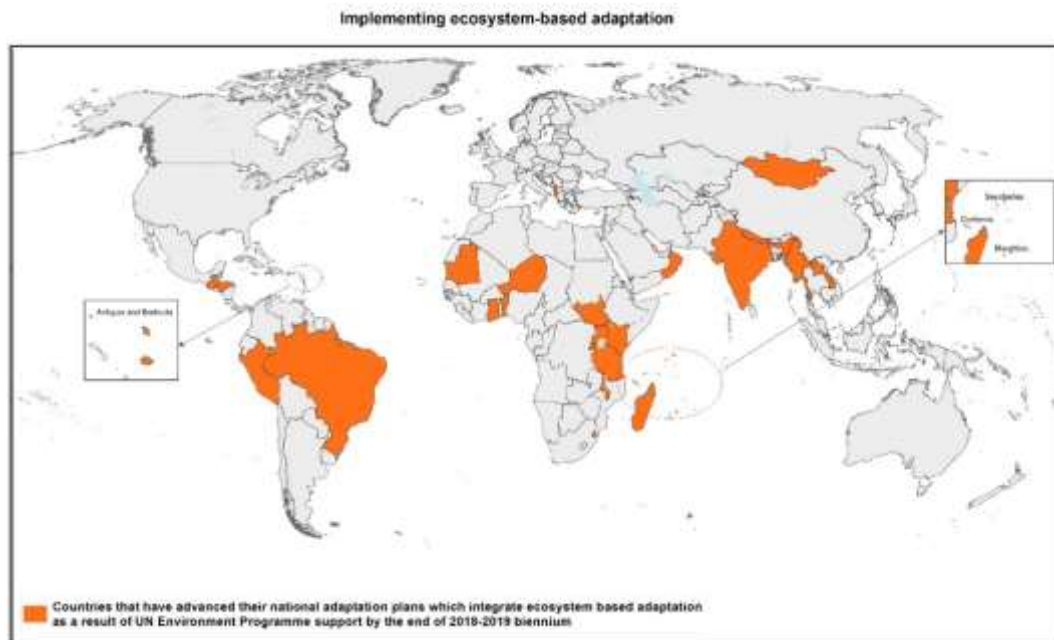 Implementing ecosystem-based adaptation
Seychelles
Comoros
Mauritius
Antigua and Barbuda
Countries that have advanced their national adaptation plans which integrate ecosystem based adaptation
as a result of UN Environment Programme support by the end of 2018-2019 biennium